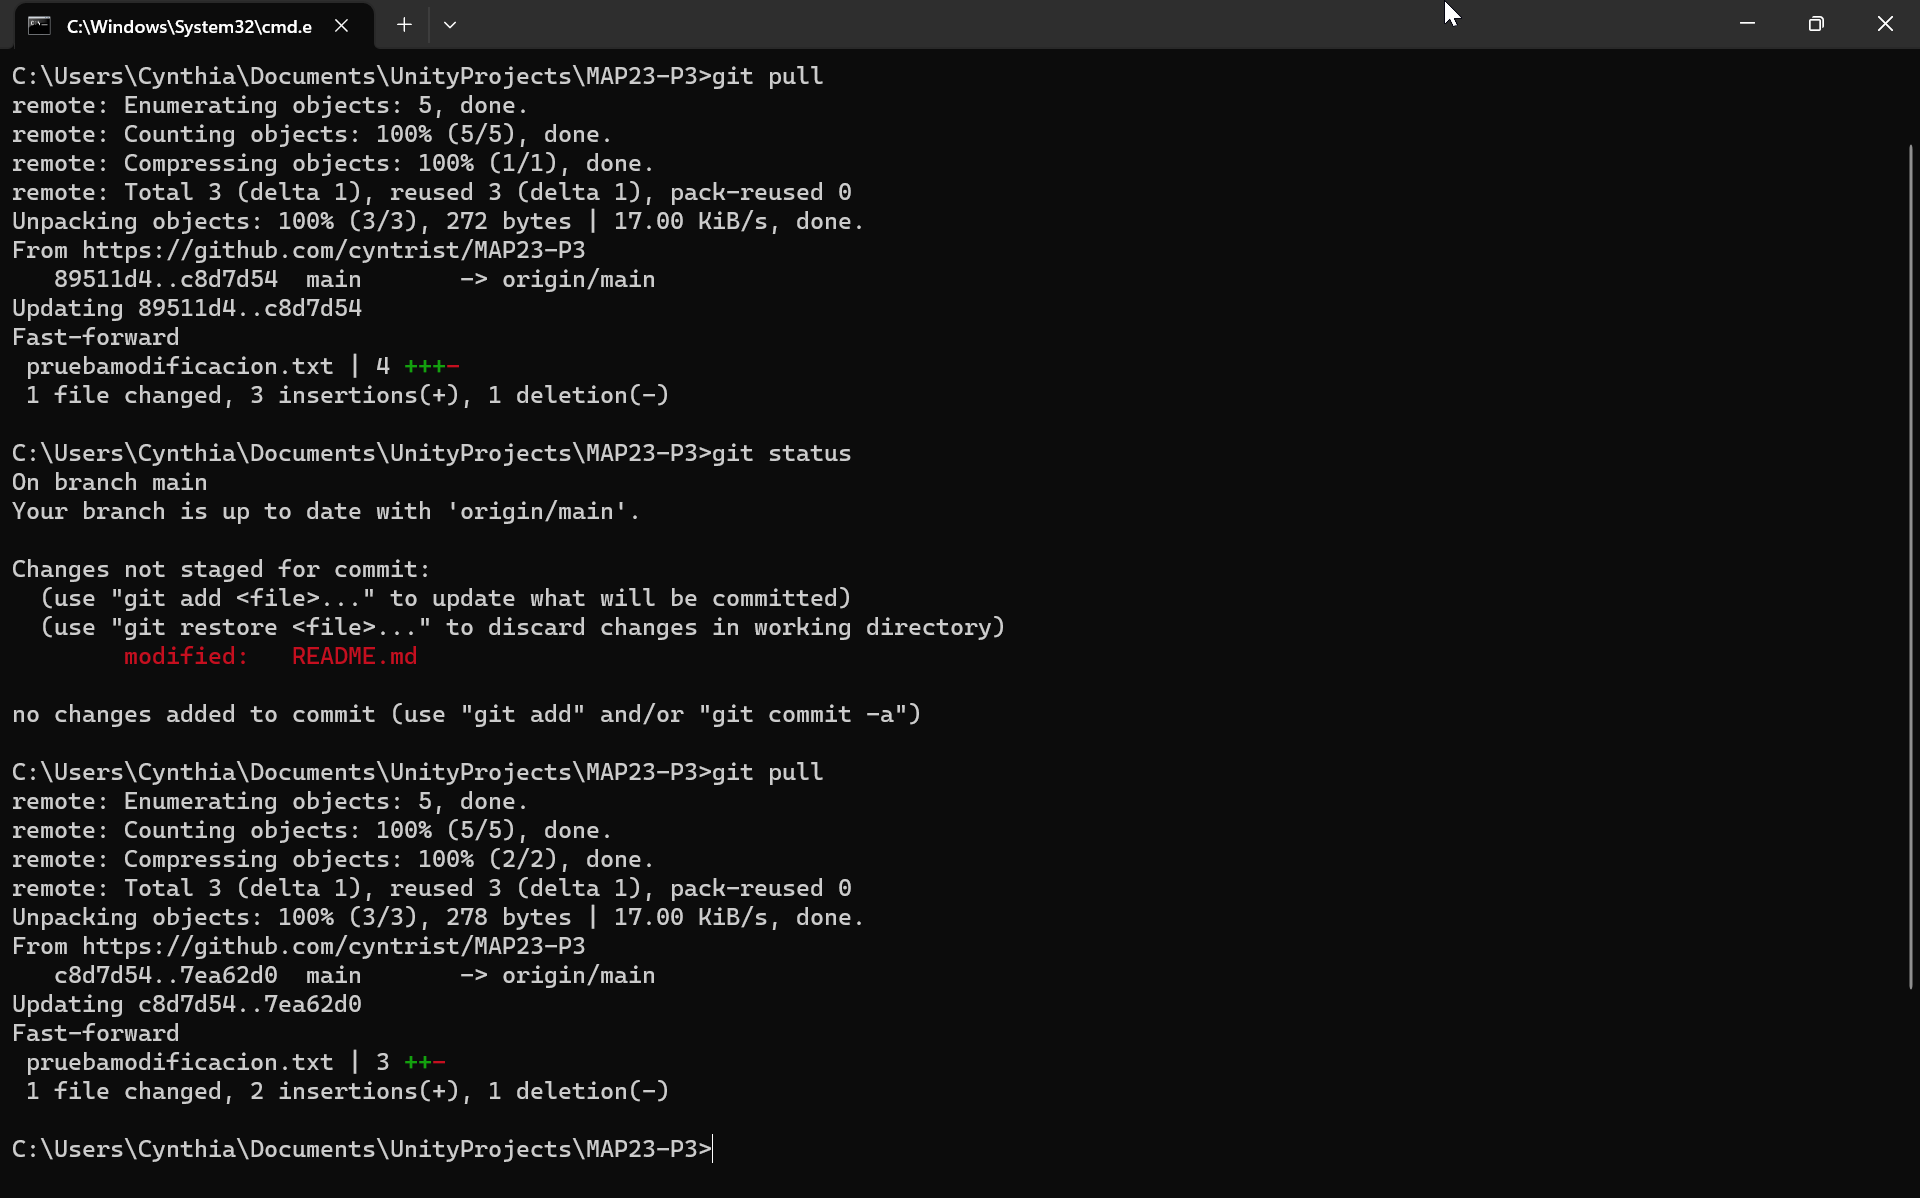 C:\Windows\System32\cmd.e
C:\Users\Cynthia\Documents\UnityProjects\MAP23-P3>git pull
remote: Enumerating objects: 5, done.
remote: Counting objects: 100% (5/5), done.
remote: Compressing objects: 100% (1/1), done.
remote: Total 3 (delta 1), reused 3 (delta 1), pack-reused 0
Unpacking objects: 100% (3/3), 272 bytes | 17.00 KiB/s, done.
From https://github.com/cyntrist/MAP23-P3
   89511d4..c8d7d54  main       -> origin/main
Updating 89511d4..c8d7d54
Fast-forward
 pruebamodificacion.txt | 4 +++-
 1 file changed, 3 insertions(+), 1 deletion(-)
C:\Users\Cynthia\Documents\UnityProjects\MAP23-P3>git status
On branch main
Your branch is up to date with 'origin/main'.
Changes not staged for commit:
  (use "git add <file>..." to update what will be committed)
  (use "git restore <file>..." to discard changes in working directory)
        modified:   README.md
no changes added to commit (use "git add" and/or "git commit -a")
C:\Users\Cynthia\Documents\UnityProjects\MAP23-P3>git pull
remote: Enumerating objects: 5, done.
remote: Counting objects: 100% (5/5), done.
remote: Compressing objects: 100% (2/2), done.
remote: Total 3 (delta 1), reused 3 (delta 1), pack-reused 0
Unpacking objects: 100% (3/3), 278 bytes | 17.00 KiB/s, done.
From https://github.com/cyntrist/MAP23-P3
   c8d7d54..7ea62d0  main       -> origin/main
Updating c8d7d54..7ea62d0
Fast-forward
 pruebamodificacion.txt | 3 ++-
 1 file changed, 2 insertions(+), 1 deletion(-)
C:\Users\Cynthia\Documents\UnityProjects\MAP23-P3>